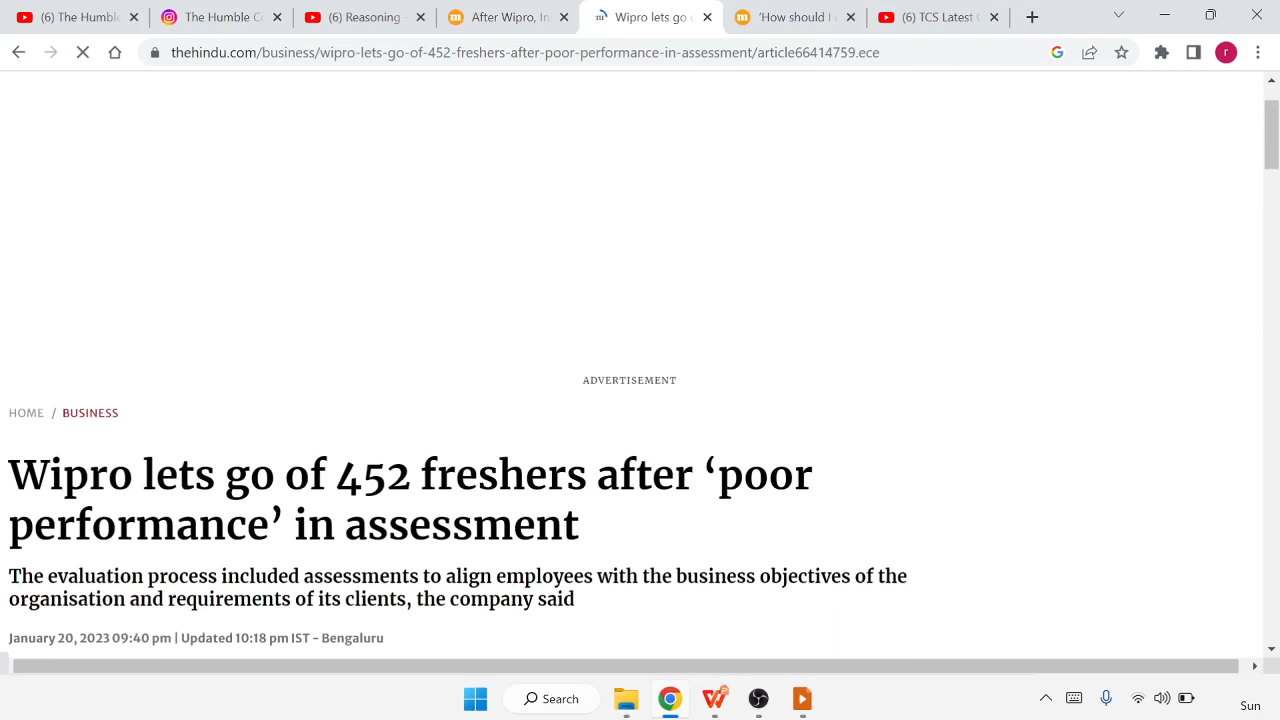 (6) Tumble
Instagram C
(6) Reasoning -
After Wipro, In
Wipro lets go o
'How should I
(6) TCS Latest
thehindu.com/business/wipro-lets-go-of-452-freshers-after-poor-performance-in-assessment/article66414759.ece
r
ADVERTISEMENT
HOME / BUSINESS
Wipro lets go of 452 freshers after ‘poor
performance’ in assessment
The evaluation process included assessments to align employees with the business objectives of the
organisation and requirements of its clients, the company said
January 20, 2023 09:40 pm | Updated 10:18 pm IST - Bengaluru
Search
Sun